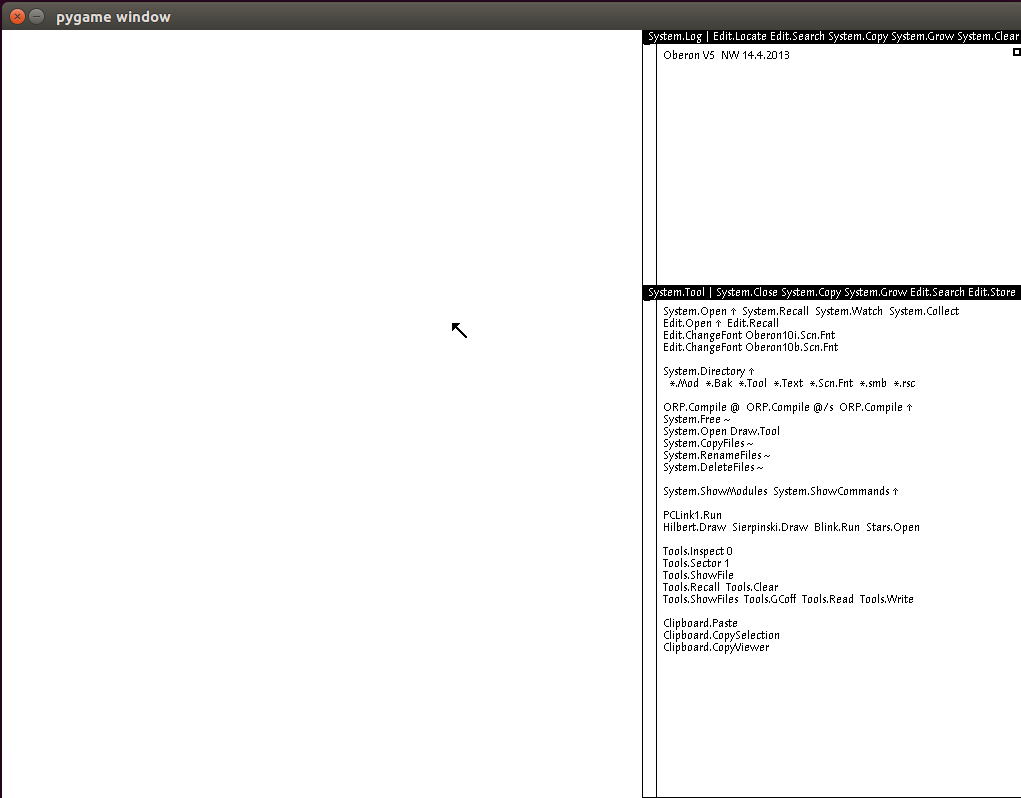 pygame window
System.Log | Edit.Locate Edit.Search System.Copy System.Grow System.Clear
Oberon V5  NW 14.4.2013
System.Tool | System.Close System.Copy System.Grow Edit.Search Edit.Store
System.Open ↑  System.Recall  System.Watch  System.Collect
Edit.Open ↑  Edit.Recall
Edit.ChangeFont Oberon10i.Scn.Fnt
Edit.ChangeFont Oberon10b.Scn.Fnt
System.Directory ↑
*.Mod  *.Bak  *.Tool  *.Text  *.Scn.Fnt  *.smb  *.rsc
ORP.Compile @  ORP.Compile @/s  ORP.Compile ↑
System.Free ~
System.Open Draw.Tool
System.CopyFiles ~
System.RenameFiles ~
System.DeleteFiles ~
System.ShowModules  System.ShowCommands ↑
PCLink1.Run
Hilbert.Draw  Sierpinski.Draw  Blink.Run  Stars.Open
Tools.Inspect 0
Tools.Sector 1
Tools.ShowFile
Tools.Recall  Tools.Clear
Tools.ShowFiles  Tools.GCoff  Tools.Read  Tools.Write
Clipboard.Paste
Clipboard.CopySelection
Clipboard.CopyViewer